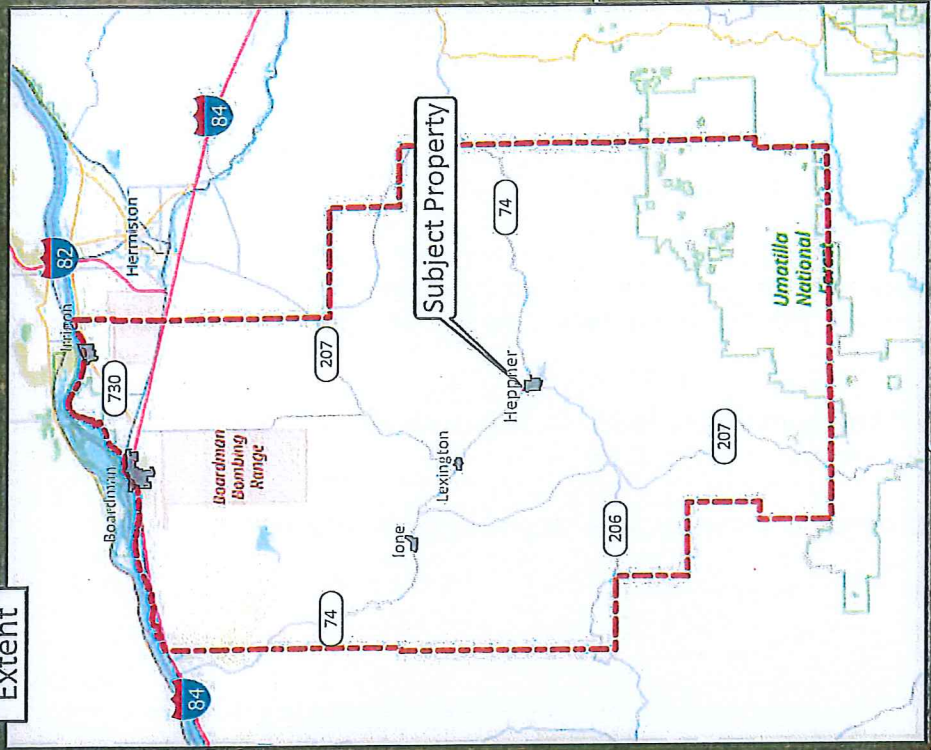 Extent
84
82
Irrigon
Hermiston
730
Boardman
84
Boardman
Bombing
Range
207
Subject Property
74
Lexington
Heppner
Ione
74
206
207
Umatilla
National
Forest